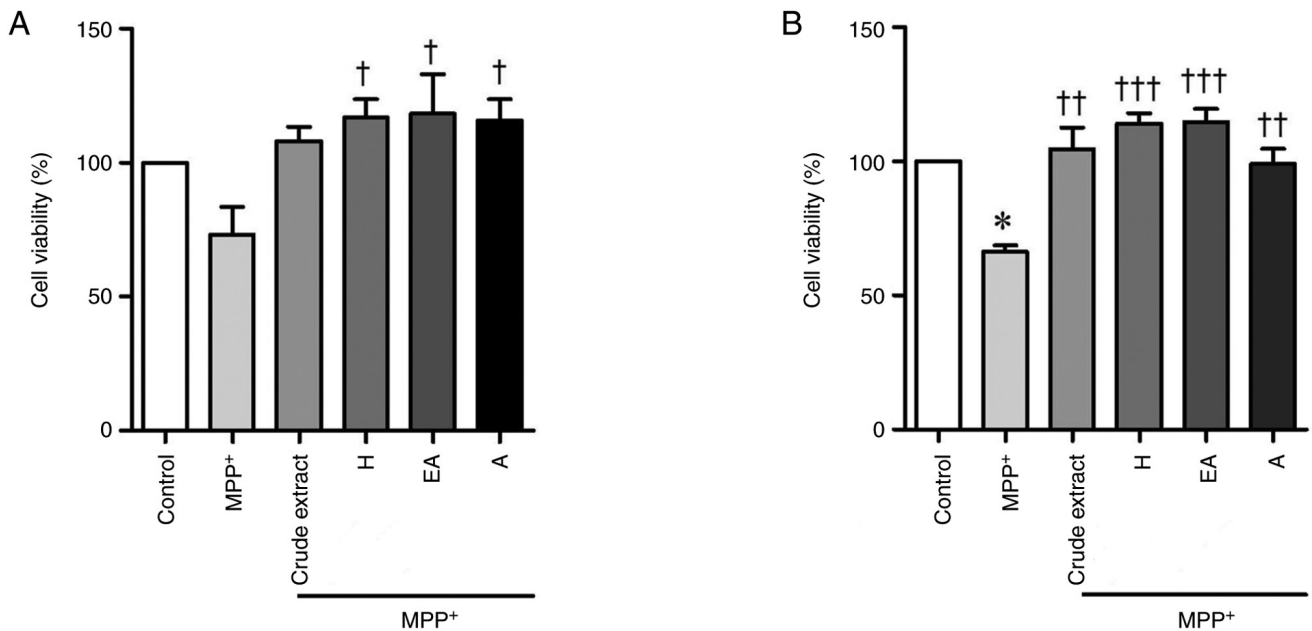 A
150
100
50
0
Cell viability (%)
†
†
†
Control
MPP+
Crude extract
H
EA
A
MPP+
B
150
100
50
0
Cell viability (%)
*
††
†††
†††
††
Control
MPP+
Crude extract
H
EA
A
MPP+